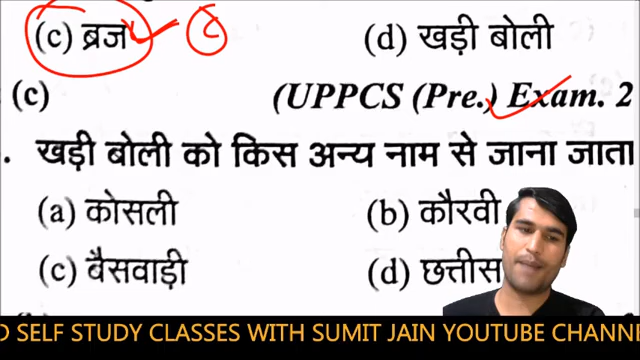 (c) ब्रज (d) खड़ी बोली
(c) (UPPCS (Pre.) Exam. 2
खड़ी बोली को किस अन्य नाम से जाना जाता
(a) कोसली (b) कौरवी
(c) बैसवाड़ी (d) छत्तीस
SELF STUDY CLASSES WITH SUMIT JAIN YOUTUBE CHANNE